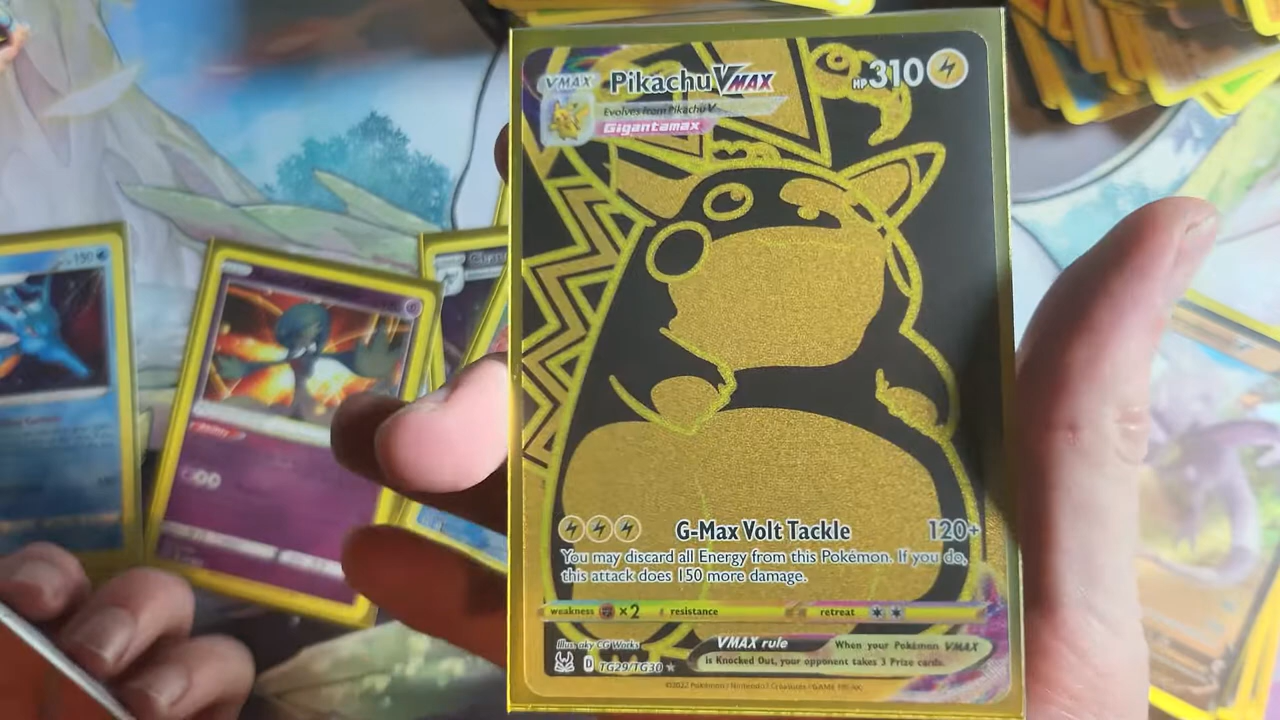 VMAX
Pikachu VMAX
HP 310
Evolves from Pikachu V
Gigantamax
G-Max Volt Tackle 120+
You may discard all Energy from this Pokémon. If you do,
this attack does 150 more damage.
weakness ×2 resistance retreat
Illus. aky CG Works
D TG29/TG30
VMAX rule When your Pokémon VMAX
is Knocked Out, your opponent takes 3 Prize cards.
©2022 Pokémon / Nintendo / Creatures / GAME FREAK
150